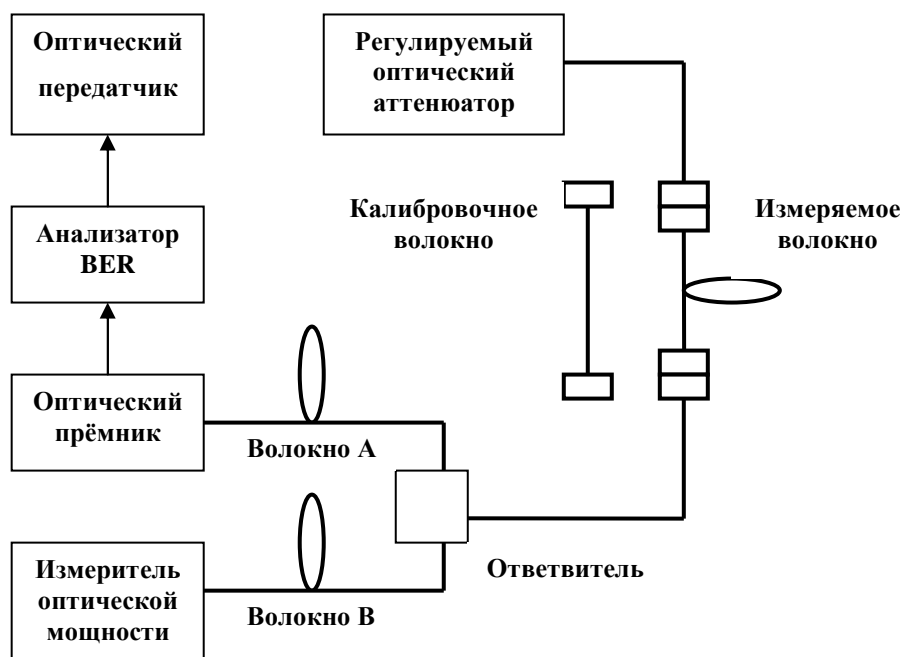 Оптический
передатчик
Регулируемый
оптический
аттенюатор
Калибровочное
волокно
Измеряемое
волокно
Анализатор
BER
Оптический
прёмник
Волокно А
Ответвитель
Измеритель
оптической
мощности
Волокно В